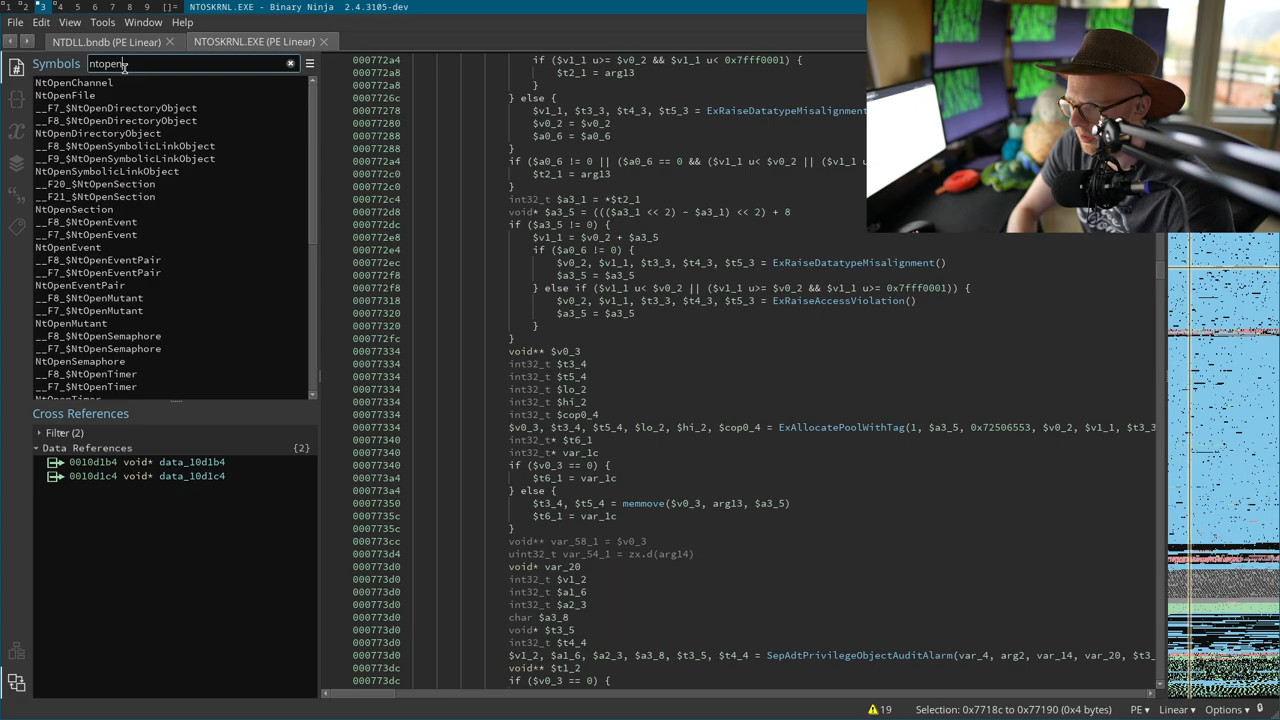 1 2 3 4 5 6 7 8 9 []= NTOSKRNL.EXE - Binary Ninja 2.4.3105-dev
File Edit View Tools Window Help
NTDLL.bndb (PE Linear) NTOSKRNL.EXE (PE Linear)
Symbols ntopen
NtOpenChannel
NtOpenFile
__F7_$NtOpenDirectoryObject
__F8_$NtOpenDirectoryObject
NtOpenDirectoryObject
__F8_$NtOpenSymbolicLinkObject
__F9_$NtOpenSymbolicLinkObject
NtOpenSymbolicLinkObject
__F20_$NtOpenSection
__F21_$NtOpenSection
NtOpenSection
__F8_$NtOpenEvent
__F7_$NtOpenEvent
NtOpenEvent
__F8_$NtOpenEventPair
__F7_$NtOpenEventPair
NtOpenEventPair
__F8_$NtOpenMutant
__F7_$NtOpenMutant
NtOpenMutant
__F8_$NtOpenSemaphore
__F7_$NtOpenSemaphore
NtOpenSemaphore
__F8_$NtOpenTimer
__F7_$NtOpenTimer
NtOpenTimer
Cross References
Filter (2)
Data References {2}
0010d1b4 void* data_10d1b4
0010d1c4 void* data_10d1c4
000772a4 if ($v1_1 u>= $v0_2 && $v1_1 u< 0x7fff0001) {
000772a8 $t2_1 = arg13
000772a8 }
0007726c } else {
00077278 $v1_1, $t3_3, $t4_3, $t5_3 = ExRaiseDatatypeMisalignment
00077280 $v0_2 = $v0_2
00077288 $a0_6 = $a0_6
00077288 }
000772a4 if ($a0_6 != 0 || ($a0_6 == 0 && ($v1_1 u< $v0_2 || ($v1_1 u
000772c0 $t2_1 = arg13
000772c0 }
000772c4 int32_t $a3_1 = *$t2_1
000772d8 void* $a3_5 = ((($a3_1 << 2) - $a3_1) << 2) + 8
000772dc if ($a3_5 != 0) {
000772e8 $v1_1 = $v0_2 + $a3_5
000772e4 if ($a0_6 != 0) {
000772ec $v0_2, $v1_1, $t3_3, $t4_3, $t5_3 = ExRaiseDatatypeMisalignment()
000772f8 $a3_5 = $a3_5
000772f8 } else if ($v1_1 u< $v0_2 || ($v1_1 u>= $v0_2 && $v1_1 u>= 0x7fff0001)) {
00077318 $v0_2, $v1_1, $t3_3, $t4_3, $t5_3 = ExRaiseAccessViolation()
00077320 $a3_5 = $a3_5
00077320 }
000772fc }
00077334 void** $v0_3
00077334 int32_t $t3_4
00077334 int32_t $t5_4
00077334 int32_t $lo_2
00077334 int32_t $hi_2
00077334 int32_t $cop0_4
00077334 $v0_3, $t3_4, $t5_4, $lo_2, $hi_2, $cop0_4 = ExAllocatePoolWithTag(1, $a3_5, 0x72506553, $v0_2, $v1_1, $t3_3
00077340 int32_t* $t6_1
00077340 int32_t* var_1c
00077340 if ($v0_3 == 0) {
000773a4 $t6_1 = var_1c
000773a4 } else {
00077350 $t3_4, $t5_4 = memmove($v0_3, arg13, $a3_5)
0007735c $t6_1 = var_1c
0007735c }
000773cc void** var_58_1 = $v0_3
000773d4 uint32_t var_54_1 = zx.d(arg14)
000773d0 void* var_20
000773d0 int32_t $v1_2
000773d0 int32_t $a1_6
000773d0 int32_t $a2_3
000773d0 char $a3_8
000773d0 void* $t3_5
000773d0 int32_t $t4_4
000773d0 $v1_2, $a1_6, $a2_3, $a3_8, $t3_5, $t4_4 = SepAdtPrivilegeObjectAuditAlarm(var_4, arg2, var_14, var_20, $t3_
000773dc void** $t1_2
000773dc if ($v0_3 == 0) {
19 Selection: 0x7718c to 0x77190 (0x4 bytes) PE Linear Options